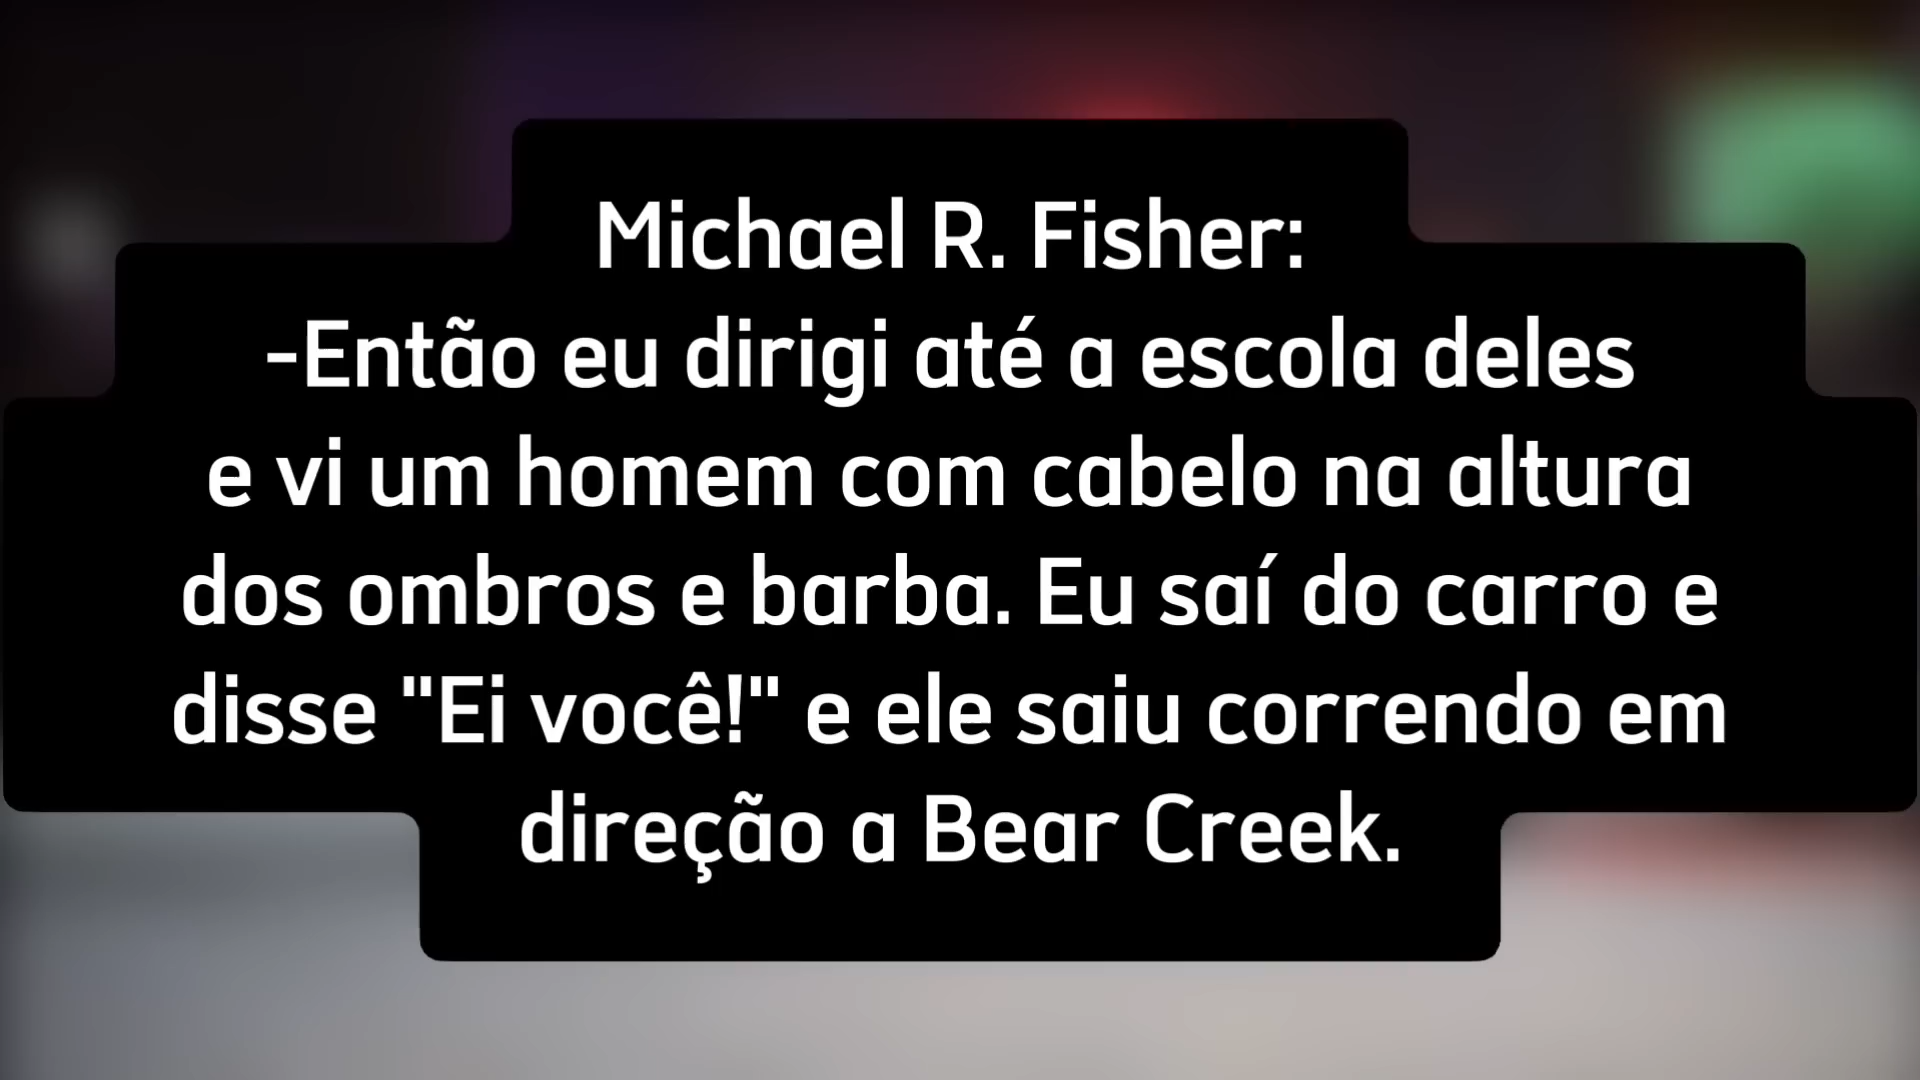 Michael R. Fisher:
-Então eu dirigi até a escola deles
e vi um homem com cabelo na altura
dos ombros e barba. Eu saí do carro e
disse "Ei você!" e ele saiu correndo em
direção a Bear Creek.